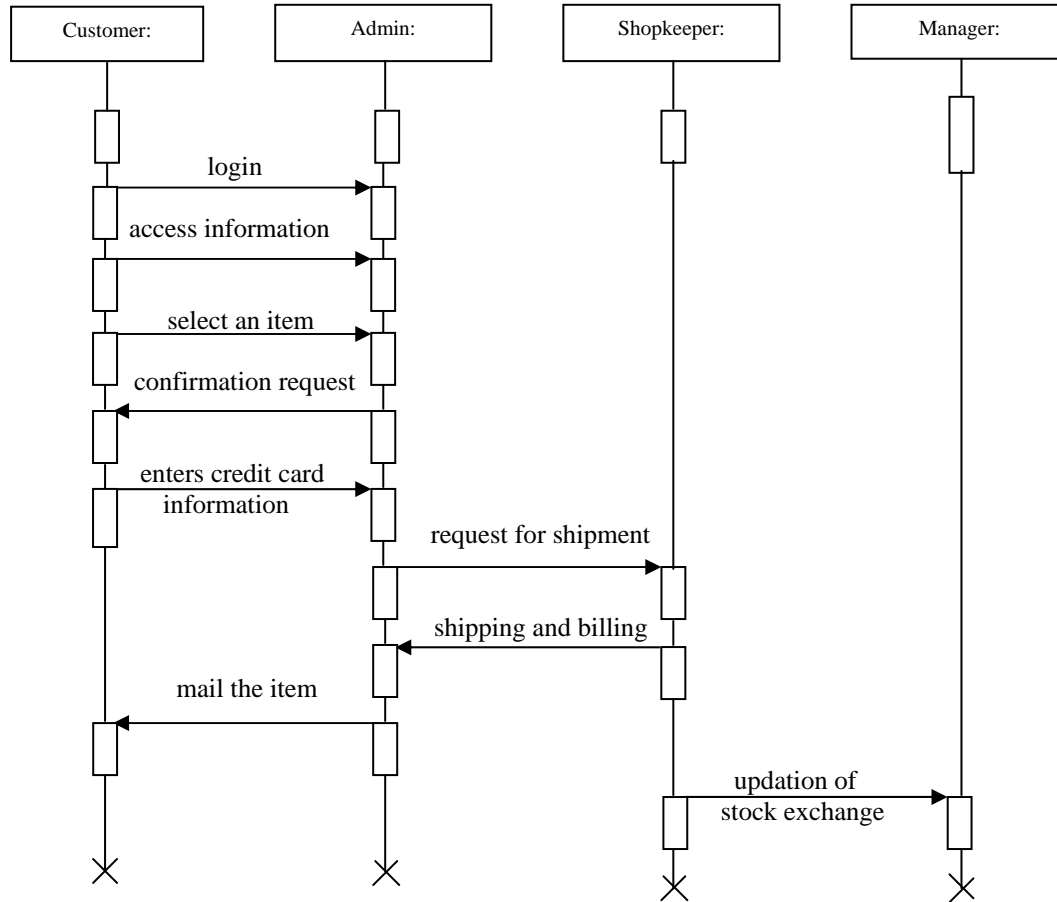 Customer:
Admin:
Shopkeeper:
Manager:
login
access information
select an item
confirmation request
enters credit card
information
request for shipment
shipping and billing
mail the item
updation of
stock exchange